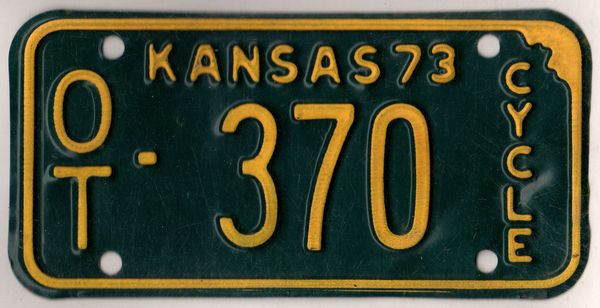 KANSAS 73
OT - 370
CYCLE